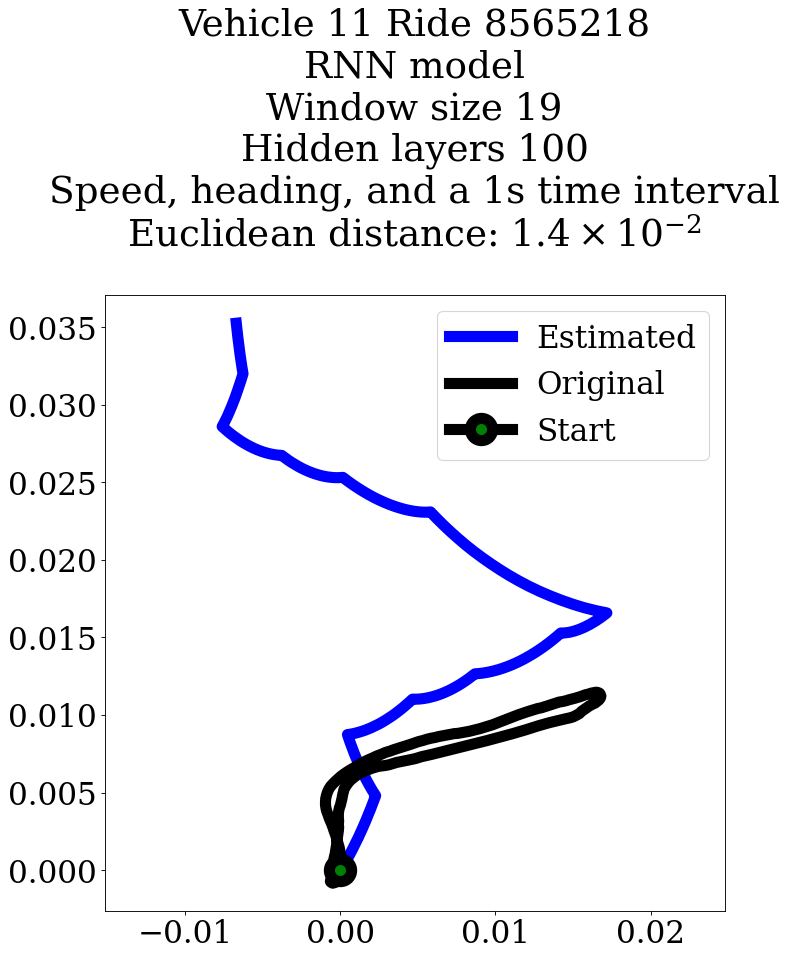 Vehicle 11 Ride 8565218
RNN model
Window size 19
Hidden layers 100
Speed, heading, and a 1s time interval
Euclidean distance: 1.4 × 10⁻²
Estimated
Original
Start
0.035
0.030
0.025
0.020
0.015
0.010
0.005
0.000
−0.01 0.00 0.01 0.02